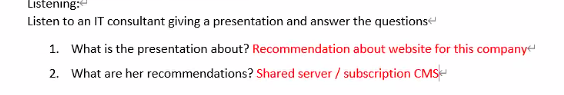 Listening:
Listen to an IT consultant giving a presentation and answer the questions
1. What is the presentation about? Recommendation about website for this company
2. What are her recommendations? Shared server / subscription CMS